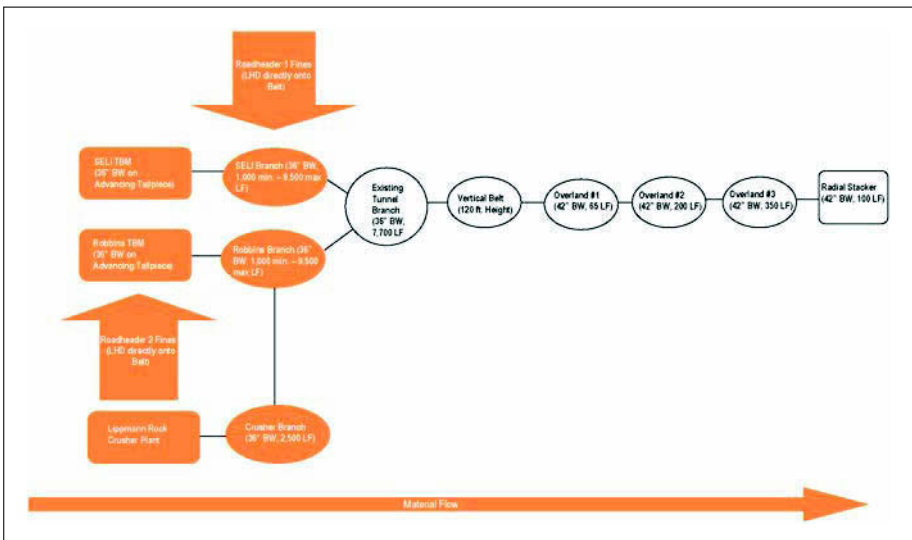 Roadheader 1 Fines
(LHD directly onto
Belt)
SELI TBM
(36" BW on
Advancing Tailpiece)
SELI Branch (36" BW,
1,000 min. – 8,500 max
LF)
Existing
Tunnel
Branch
(36" BW,
7,700 LF
Vertical Belt
(120 ft. Height)
Overland #1
(42" BW, 65 LF)
Overland #2
(42" BW, 200 LF)
Overland #3
(42" BW, 350 LF)
Radial Stacker
(42" BW, 100 LF)
Robbins TBM
(36" BW on
Advancing Tailpiece)
Robbins Branch (36"
BW, 1,000 min. – 8,500
max LF)
Roadheader 2 Fines
(LHD directly onto
Belt)
Lippmann Rock
Crusher Plant
Crusher Branch
(36" BW, 2,500 LF)
Material Flow